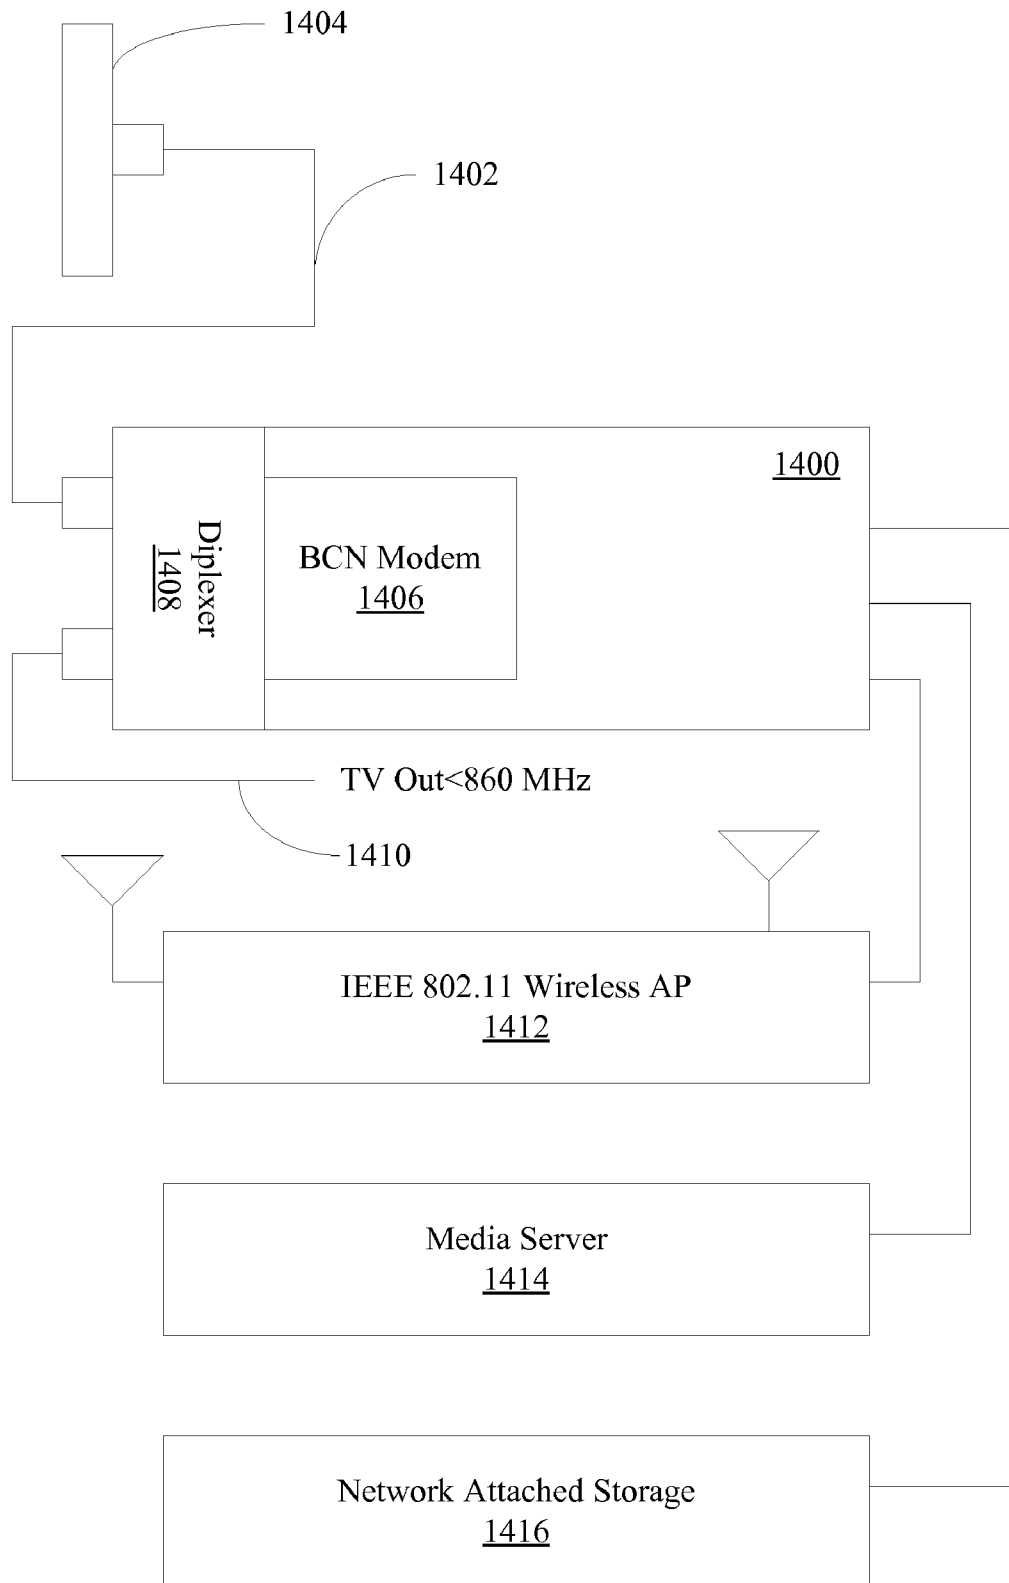 1404
1402
1400
Diplexer
1408
BCN Modem
1406
TV Out<860 MHz
1410
IEEE 802.11 Wireless AP
1412
Media Server
1414
Network Attached Storage
1416